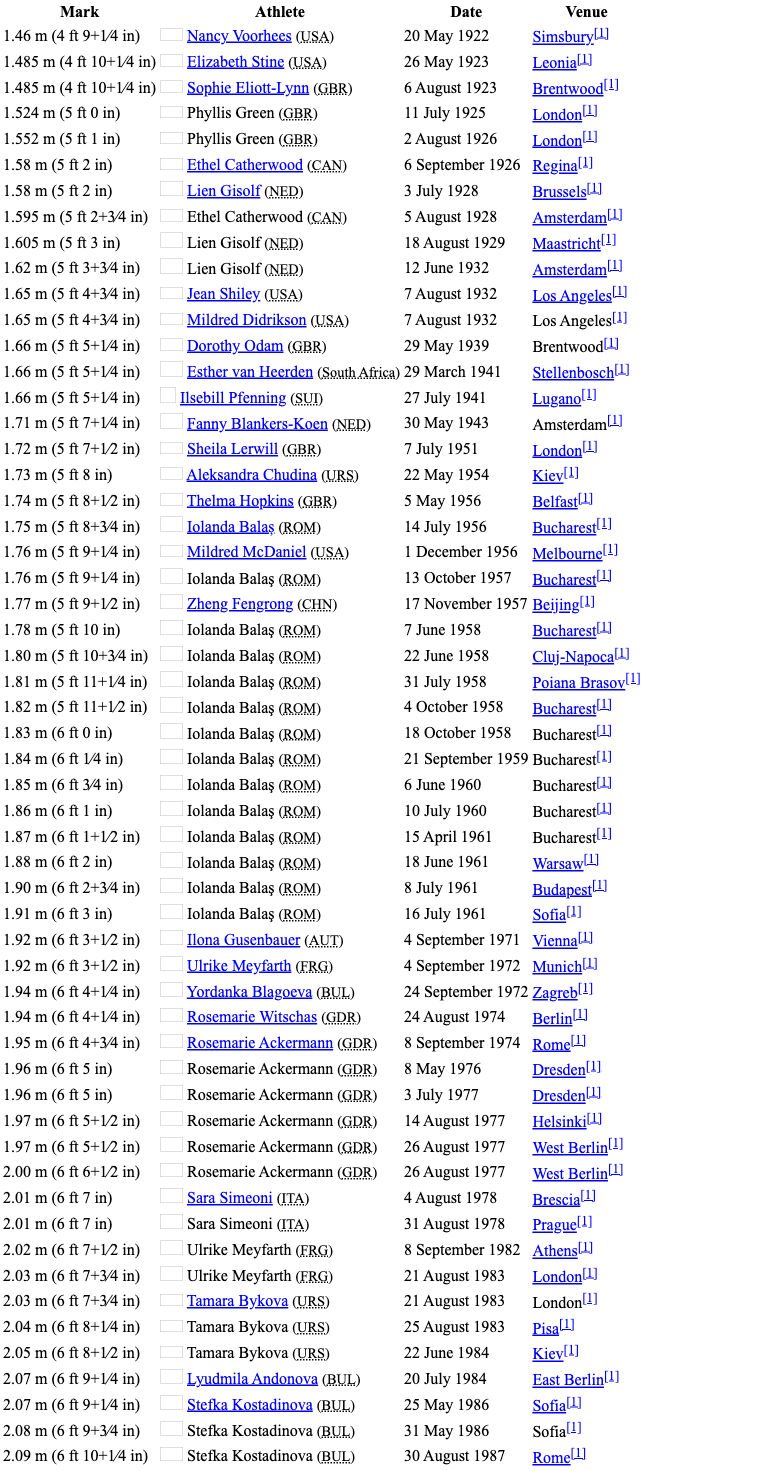 Mark Athlete Date Venue
1.46 m (4 ft 9+1⁄4 in) Nancy Voorhees (USA) 20 May 1922 Simsbury[1]
1.485 m (4 ft 10+1⁄4 in) Elizabeth Stine (USA) 26 May 1923 Leonia[1]
1.485 m (4 ft 10+1⁄4 in) Sophie Eliott-Lynn (GBR) 6 August 1923 Brentwood[1]
1.524 m (5 ft 0 in) Phyllis Green (GBR) 11 July 1925 London[1]
1.552 m (5 ft 1 in) Phyllis Green (GBR) 2 August 1926 London[1]
1.58 m (5 ft 2 in) Ethel Catherwood (CAN) 6 September 1926 Regina[1]
1.58 m (5 ft 2 in) Lien Gisolf (NED) 3 July 1928 Brussels[1]
1.595 m (5 ft 2+3⁄4 in) Ethel Catherwood (CAN) 5 August 1928 Amsterdam[1]
1.605 m (5 ft 3 in) Lien Gisolf (NED) 18 August 1929 Maastricht[1]
1.62 m (5 ft 3+3⁄4 in) Lien Gisolf (NED) 12 June 1932 Amsterdam[1]
1.65 m (5 ft 4+3⁄4 in) Jean Shiley (USA) 7 August 1932 Los Angeles[1]
1.65 m (5 ft 4+3⁄4 in) Mildred Didrikson (USA) 7 August 1932 Los Angeles[1]
1.66 m (5 ft 5+1⁄4 in) Dorothy Odam (GBR) 29 May 1939 Brentwood[1]
1.66 m (5 ft 5+1⁄4 in) Esther van Heerden (South Africa) 29 March 1941 Stellenbosch[1]
1.66 m (5 ft 5+1⁄4 in) Ilsebill Pfenning (SUI) 27 July 1941 Lugano[1]
1.71 m (5 ft 7+1⁄4 in) Fanny Blankers-Koen (NED) 30 May 1943 Amsterdam[1]
1.72 m (5 ft 7+1⁄2 in) Sheila Lerwill (GBR) 7 July 1951 London[1]
1.73 m (5 ft 8 in) Aleksandra Chudina (URS) 22 May 1954 Kiev[1]
1.74 m (5 ft 8+1⁄2 in) Thelma Hopkins (GBR) 5 May 1956 Belfast[1]
1.75 m (5 ft 8+3⁄4 in) Iolanda Balaş (ROM) 14 July 1956 Bucharest[1]
1.76 m (5 ft 9+1⁄4 in) Mildred McDaniel (USA) 1 December 1956 Melbourne[1]
1.76 m (5 ft 9+1⁄4 in) Iolanda Balaş (ROM) 13 October 1957 Bucharest[1]
1.77 m (5 ft 9+1⁄2 in) Zheng Fengrong (CHN) 17 November 1957 Beijing[1]
1.78 m (5 ft 10 in) Iolanda Balaş (ROM) 7 June 1958 Bucharest[1]
1.80 m (5 ft 10+3⁄4 in) Iolanda Balaş (ROM) 22 June 1958 Cluj-Napoca[1]
1.81 m (5 ft 11+1⁄4 in) Iolanda Balaş (ROM) 31 July 1958 Poiana Brasov[1]
1.82 m (5 ft 11+1⁄2 in) Iolanda Balaş (ROM) 4 October 1958 Bucharest[1]
1.83 m (6 ft 0 in) Iolanda Balaş (ROM) 18 October 1958 Bucharest[1]
1.84 m (6 ft 1⁄4 in) Iolanda Balaş (ROM) 21 September 1959 Bucharest[1]
1.85 m (6 ft 3⁄4 in) Iolanda Balaş (ROM) 6 June 1960 Bucharest[1]
1.86 m (6 ft 1 in) Iolanda Balaş (ROM) 10 July 1960 Bucharest[1]
1.87 m (6 ft 1+1⁄2 in) Iolanda Balaş (ROM) 15 April 1961 Bucharest[1]
1.88 m (6 ft 2 in) Iolanda Balaş (ROM) 18 June 1961 Warsaw[1]
1.90 m (6 ft 2+3⁄4 in) Iolanda Balaş (ROM) 8 July 1961 Budapest[1]
1.91 m (6 ft 3 in) Iolanda Balaş (ROM) 16 July 1961 Sofia[1]
1.92 m (6 ft 3+1⁄2 in) Ilona Gusenbauer (AUT) 4 September 1971 Vienna[1]
1.92 m (6 ft 3+1⁄2 in) Ulrike Meyfarth (FRG) 4 September 1972 Munich[1]
1.94 m (6 ft 4+1⁄4 in) Yordanka Blagoeva (BUL) 24 September 1972 Zagreb[1]
1.94 m (6 ft 4+1⁄4 in) Rosemarie Witschas (GDR) 24 August 1974 Berlin[1]
1.95 m (6 ft 4+3⁄4 in) Rosemarie Ackermann (GDR) 8 September 1974 Rome[1]
1.96 m (6 ft 5 in) Rosemarie Ackermann (GDR) 8 May 1976 Dresden[1]
1.96 m (6 ft 5 in) Rosemarie Ackermann (GDR) 3 July 1977 Dresden[1]
1.97 m (6 ft 5+1⁄2 in) Rosemarie Ackermann (GDR) 14 August 1977 Helsinki[1]
1.97 m (6 ft 5+1⁄2 in) Rosemarie Ackermann (GDR) 26 August 1977 West Berlin[1]
2.00 m (6 ft 6+1⁄2 in) Rosemarie Ackermann (GDR) 26 August 1977 West Berlin[1]
2.01 m (6 ft 7 in) Sara Simeoni (ITA) 4 August 1978 Brescia[1]
2.01 m (6 ft 7 in) Sara Simeoni (ITA) 31 August 1978 Prague[1]
2.02 m (6 ft 7+1⁄2 in) Ulrike Meyfarth (FRG) 8 September 1982 Athens[1]
2.03 m (6 ft 7+3⁄4 in) Ulrike Meyfarth (FRG) 21 August 1983 London[1]
2.03 m (6 ft 7+3⁄4 in) Tamara Bykova (URS) 21 August 1983 London[1]
2.04 m (6 ft 8+1⁄4 in) Tamara Bykova (URS) 25 August 1983 Pisa[1]
2.05 m (6 ft 8+1⁄2 in) Tamara Bykova (URS) 22 June 1984 Kiev[1]
2.07 m (6 ft 9+1⁄4 in) Lyudmila Andonova (BUL) 20 July 1984 East Berlin[1]
2.07 m (6 ft 9+1⁄4 in) Stefka Kostadinova (BUL) 25 May 1986 Sofia[1]
2.08 m (6 ft 9+3⁄4 in) Stefka Kostadinova (BUL) 31 May 1986 Sofia[1]
2.09 m (6 ft 10+1⁄4 in) Stefka Kostadinova (BUL) 30 August 1987 Rome[1]